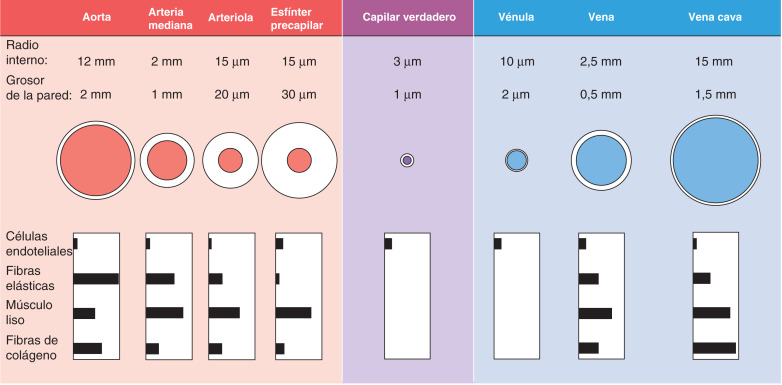 Aorta
Arteria mediana
Arteriola
Esfínter precapilar
Capilar verdadero
Vénula
Vena
Vena cava
Radio interno: 12 mm 2 mm 15 µm 15 µm 3 µm 10 µm 2,5 mm 15 mm
Grosor de la pared: 2 mm 1 mm 20 µm 30 µm 1 µm 2 µm 0,5 mm 1,5 mm
Células
endoteliales
Fibras
elásticas
Músculo
liso
Fibras de
colágeno